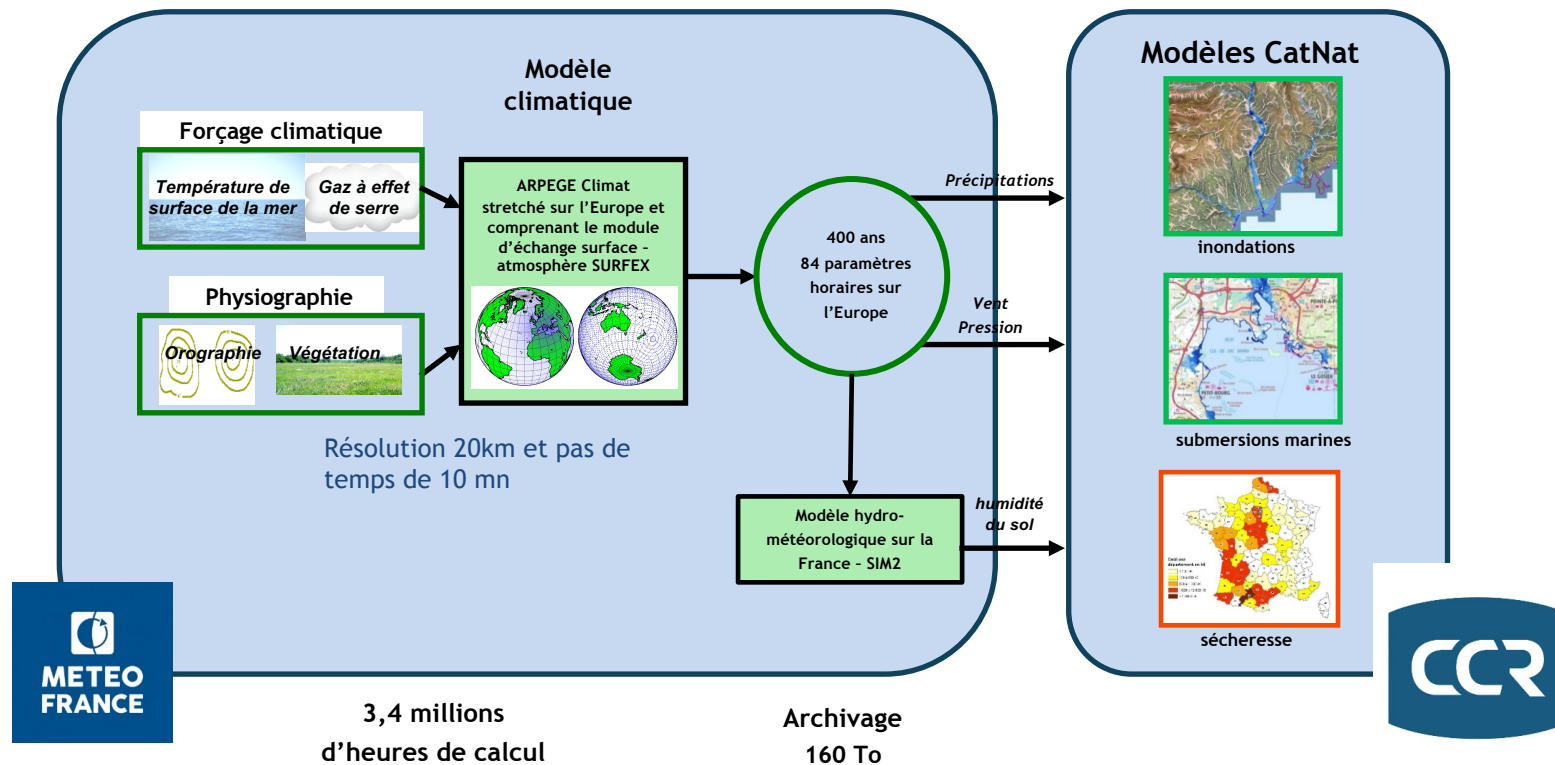 Modèle
climatique
Forçage climatique
Température de
surface de la mer
Gaz à effet
de serre
Physiographie
Orographie
Végétation
ARPEGE Climat
stretché sur l’Europe et
comprenant le module
d’échange surface –
atmosphère SURFEX
Résolution 20km et pas de
temps de 10 mn
400 ans
84 paramètres
horaires sur
l’Europe
Modèle hydro-
météorologique sur la
France – SIM2
Précipitations
Vent
Pression
humidité
du sol
Modèles CatNat
inondations
submersions marines
PETIT-BOURG
LE GOSIER
sécheresse
METEO
FRANCE
3,4 millions
d’heures de calcul
Archivage
160 To
CCR